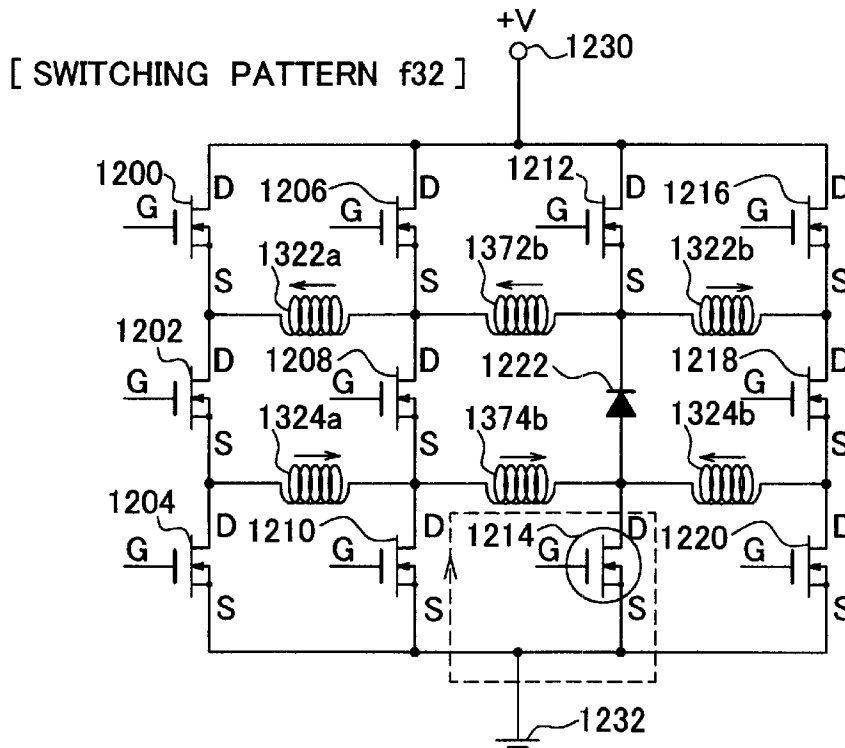 +V
1230
[ SWITCHING PATTERN f32 ]
1200 D 1206 D 1212 D 1216 D
G G G G
1322a S 1372b S S 1322b S
1202 D 1208 D 1222 1218 D
G G G
1324a S 1374b S 1324b S
1204 D 1210 D 1214 D 1220 D
G G G G
S S S S
1232